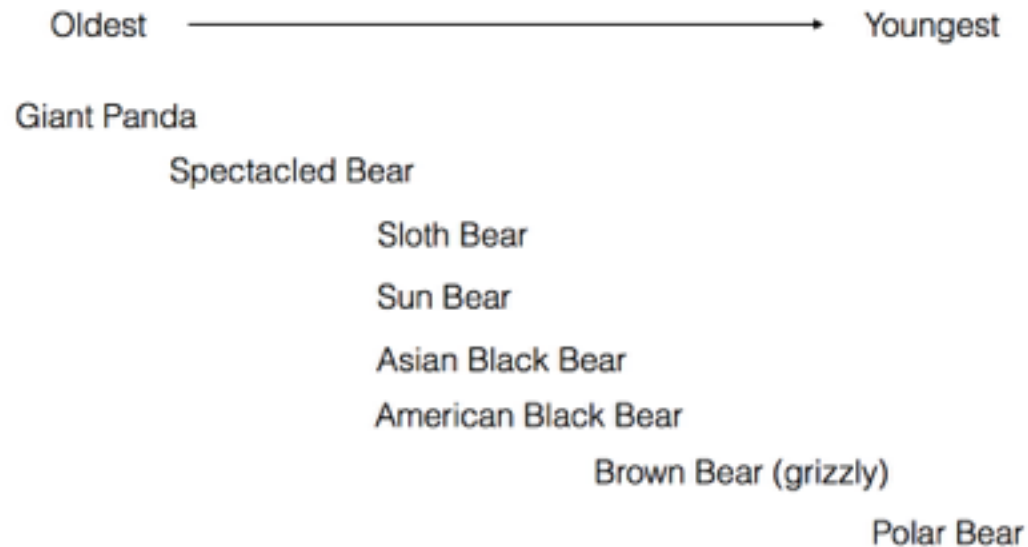 Oldest Youngest
Giant Panda
Spectacled Bear
Sloth Bear
Sun Bear
Asian Black Bear
American Black Bear
Brown Bear (grizzly)
Polar Bear